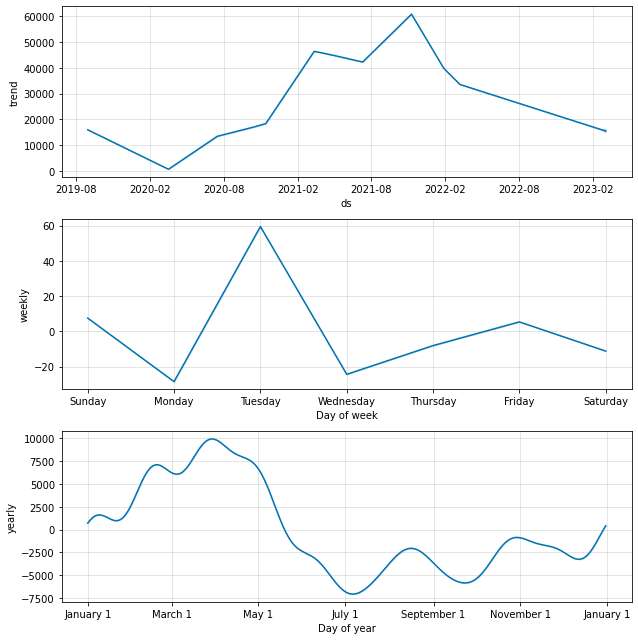 60000
50000
40000
30000
20000
10000
0
trend
2019-08 2020-02 2020-08 2021-02 2021-08 2022-02 2022-08 2023-02
ds
60
40
20
0
−20
weekly
Sunday Monday Tuesday Wednesday Thursday Friday Saturday
Day of week
10000
7500
5000
2500
0
−2500
−5000
−7500
yearly
January 1 March 1 May 1 July 1 September 1 November 1 January 1
Day of year